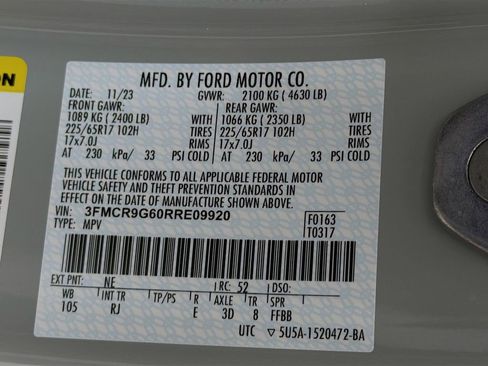 ON
MFD. BY FORD MOTOR CO.
DATE: 11/23 GVWR: 2100 KG ( 4630 LB)
FRONT GAWR: REAR GAWR:
1089 KG ( 2400 LB) WITH 1066 KG ( 2350 LB) WITH
225/65R17 102H TIRES 225/65R17 102H TIRES
17x7.0J RIMS 17x7.0J RIMS
AT 230 kPa/ 33 PSI COLD AT 230 kPa/ 33 PSI COLD
THIS VEHICLE CONFORMS TO ALL APPLICABLE FEDERAL MOTOR
VEHICLE SAFETY AND THEFT PREVENTION STANDARDS IN
EFFECT ON THE DATE OF MANUFACTURE SHOWN ABOVE.
VIN: 3FMCR9G60RRE09920 F0163
TYPE: MPV T0317
EXT PNT: NE RC: 52 DSO:
WB INT TR TP/PS R AXLE TR SPR
105 RJ E 3D 8 FFBB
UTC ▽ 5U5A-1520472-BA